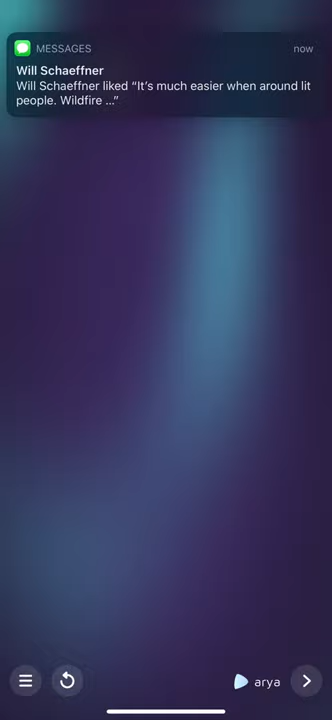 MESSAGES now
Will Schaeffner
Will Schaeffner liked “It’s much easier when around lit
people. Wildfire ...”
arya